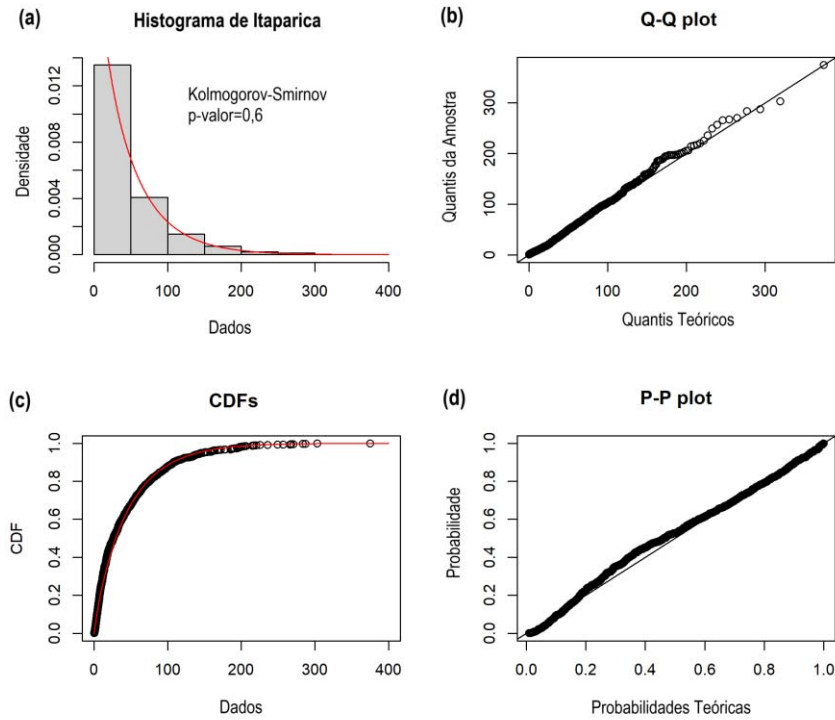 (a)
Histograma de Itaparica
Kolmogorov-Smirnov
p-valor=0,6
Densidade
0.012
0.008
0.004
0.000
0 100 200 300 400
Dados
(b)
Q-Q plot
Quantis da Amostra
300
200
100
0
0 100 200 300
Quantis Teóricos
(c)
CDFs
CDF
1.0
0.8
0.6
0.4
0.2
0.0
0 100 200 300 400
Dados
(d)
P-P plot
Probabilidade
1.0
0.8
0.6
0.4
0.2
0.0
0.0 0.2 0.4 0.6 0.8 1.0
Probabilidades Teóricas